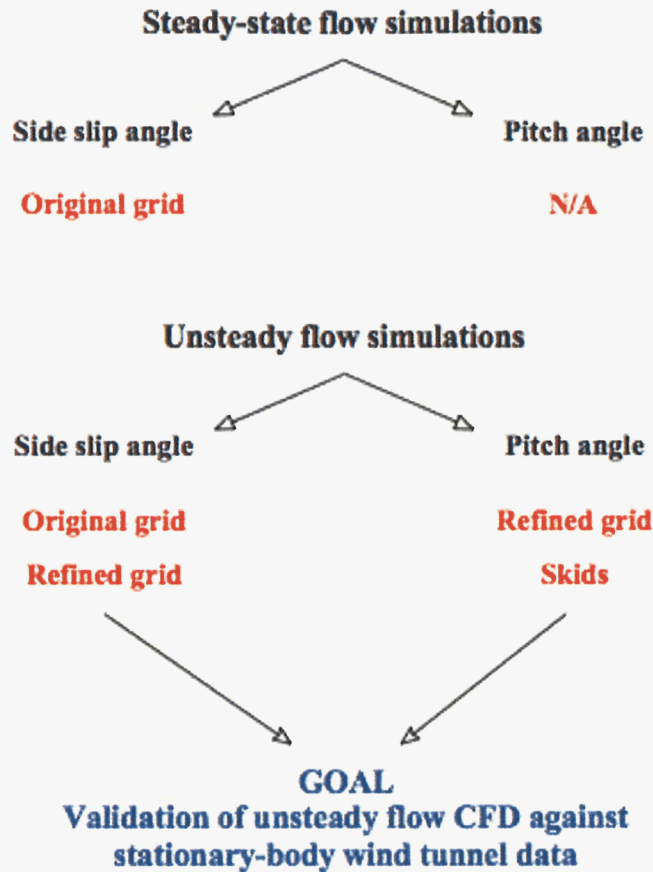 Steady-state flow simulations
Side slip angle
Pitch angle
Original grid
N/A
Unsteady flow simulations
Side slip angle
Pitch angle
Original grid
Refined grid
Refined grid
Skids
GOAL
Validation of unsteady flow CFD against
stationary-body wind tunnel data